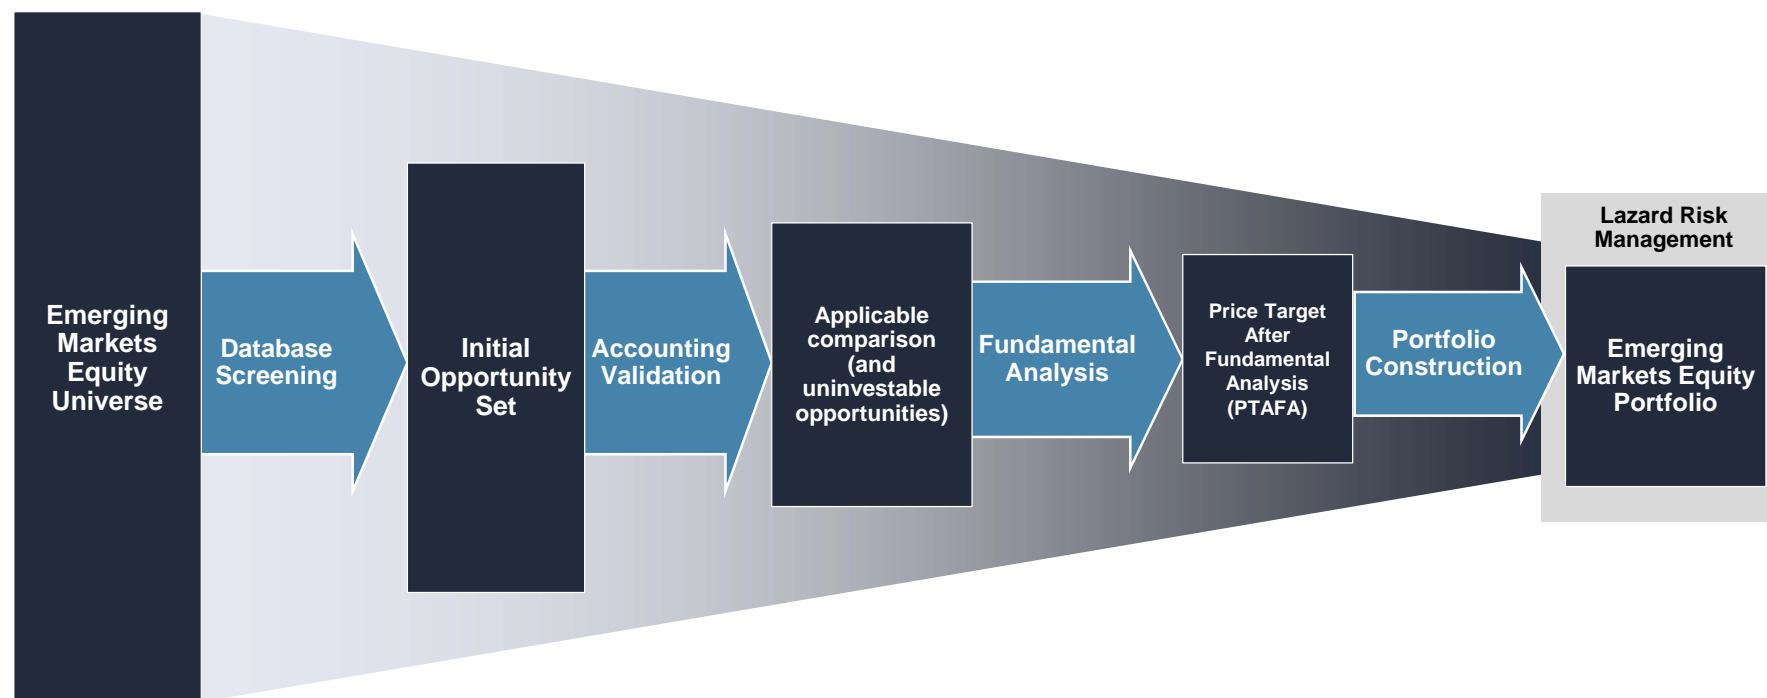 Emerging
Markets
Equity
Universe
Database
Screening
Initial
Opportunity
Set
Accounting
Validation
Applicable
comparison
(and
uninvestable
opportunities)
Fundamental
Analysis
Price Target
After
Fundamental
Analysis
(PTAFA)
Portfolio
Construction
Lazard Risk
Management
Emerging
Markets Equity
Portfolio